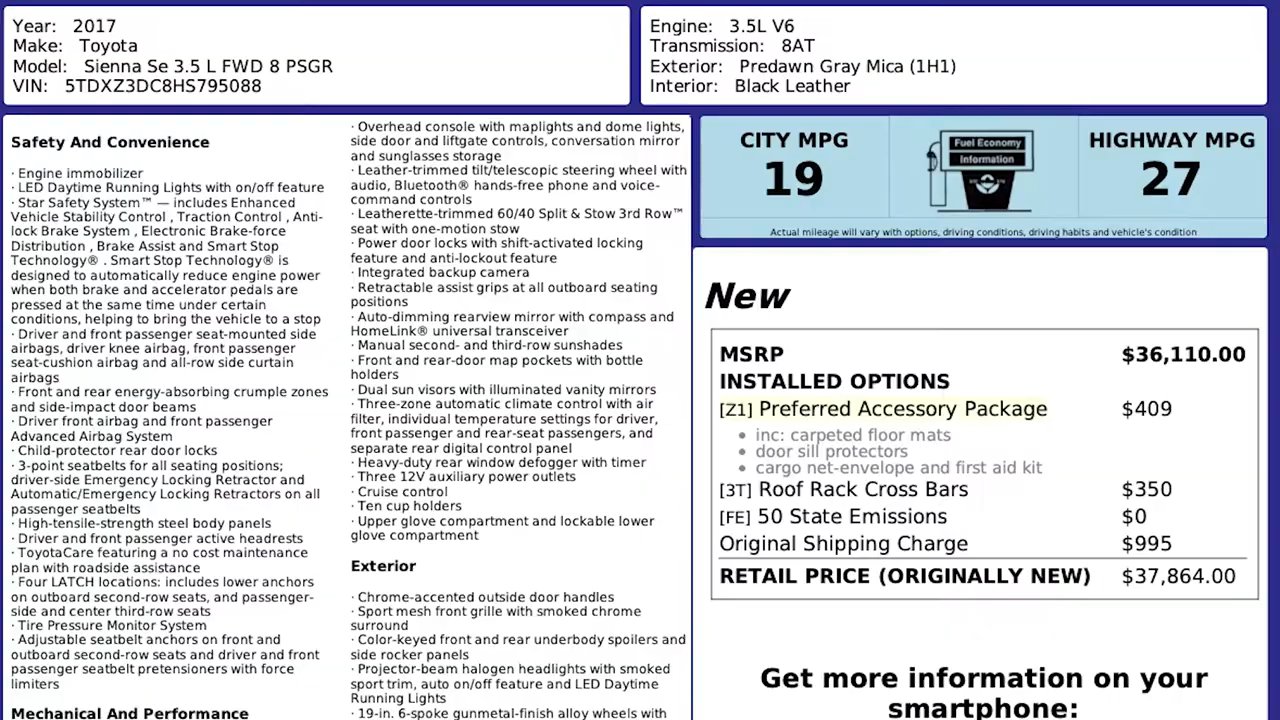 Year: 2017
Make: Toyota
Model: Sienna Se 3.5 L FWD 8 PSGR
VIN: 5TDXZ3DC8HS795088
Engine: 3.5L V6
Transmission: 8AT
Exterior: Predawn Gray Mica (1H1)
Interior: Black Leather
Safety And Convenience
· Engine immobilizer
· LED Daytime Running Lights with on/off feature
· Star Safety System™ — includes Enhanced
Vehicle Stability Control , Traction Control , Anti-
lock Brake System , Electronic Brake-force
Distribution , Brake Assist and Smart Stop
Technology® . Smart Stop Technology® is
designed to automatically reduce engine power
when both brake and accelerator pedals are
pressed at the same time under certain
conditions, helping to bring the vehicle to a stop
· Driver and front passenger seat-mounted side
airbags, driver knee airbag, front passenger
seat-cushion airbag and all-row side curtain
airbags
· Front and rear energy-absorbing crumple zones
and side-impact door beams
· Driver front airbag and front passenger
Advanced Airbag System
· Child-protector rear door locks
· 3-point seatbelts for all seating positions;
driver-side Emergency Locking Retractor and
Automatic/Emergency Locking Retractors on all
passenger seatbelts
· High-tensile-strength steel body panels
· Driver and front passenger active headrests
· ToyotaCare featuring a no cost maintenance
plan with roadside assistance
· Four LATCH locations: includes lower anchors
on outboard second-row seats, and passenger-
side and center third-row seats
· Tire Pressure Monitor System
· Adjustable seatbelt anchors on front and
outboard second-row seats and driver and front
passenger seatbelt pretensioners with force
limiters
Mechanical And Performance
· Overhead console with maplights and dome lights,
side door and liftgate controls, conversation mirror
and sunglasses storage
· Leather-trimmed tilt/telescopic steering wheel with
audio, Bluetooth® hands-free phone and voice-
command controls
· Leatherette-trimmed 60/40 Split & Stow 3rd Row™
seat with one-motion stow
· Power door locks with shift-activated locking
feature and anti-lockout feature
· Integrated backup camera
· Retractable assist grips at all outboard seating
positions
· Auto-dimming rearview mirror with compass and
HomeLink® universal transceiver
· Manual second- and third-row sunshades
· Front and rear-door map pockets with bottle
holders
· Dual sun visors with illuminated vanity mirrors
· Three-zone automatic climate control with air
filter, individual temperature settings for driver,
front passenger and rear-seat passengers, and
separate rear digital control panel
· Heavy-duty rear window defogger with timer
· Three 12V auxiliary power outlets
· Cruise control
· Ten cup holders
· Upper glove compartment and lockable lower
glove compartment
Exterior
· Chrome-accented outside door handles
· Sport mesh front grille with smoked chrome
surround
· Color-keyed front and rear underbody spoilers and
side rocker panels
· Projector-beam halogen headlights with smoked
sport trim, auto on/off feature and LED Daytime
Running Lights
· 19-in. 6-spoke gunmetal-finish alloy wheels with
CITY MPG
19
Fuel Economy
Information
HIGHWAY MPG
27
Actual mileage will vary with options, driving conditions, driving habits and vehicle's condition
New
MSRP $36,110.00
INSTALLED OPTIONS
[Z1] Preferred Accessory Package $409
• inc: carpeted floor mats
• door sill protectors
• cargo net-envelope and first aid kit
[3T] Roof Rack Cross Bars $350
[FE] 50 State Emissions $0
Original Shipping Charge $995
RETAIL PRICE (ORIGINALLY NEW) $37,864.00
Get more information on your
smartphone: